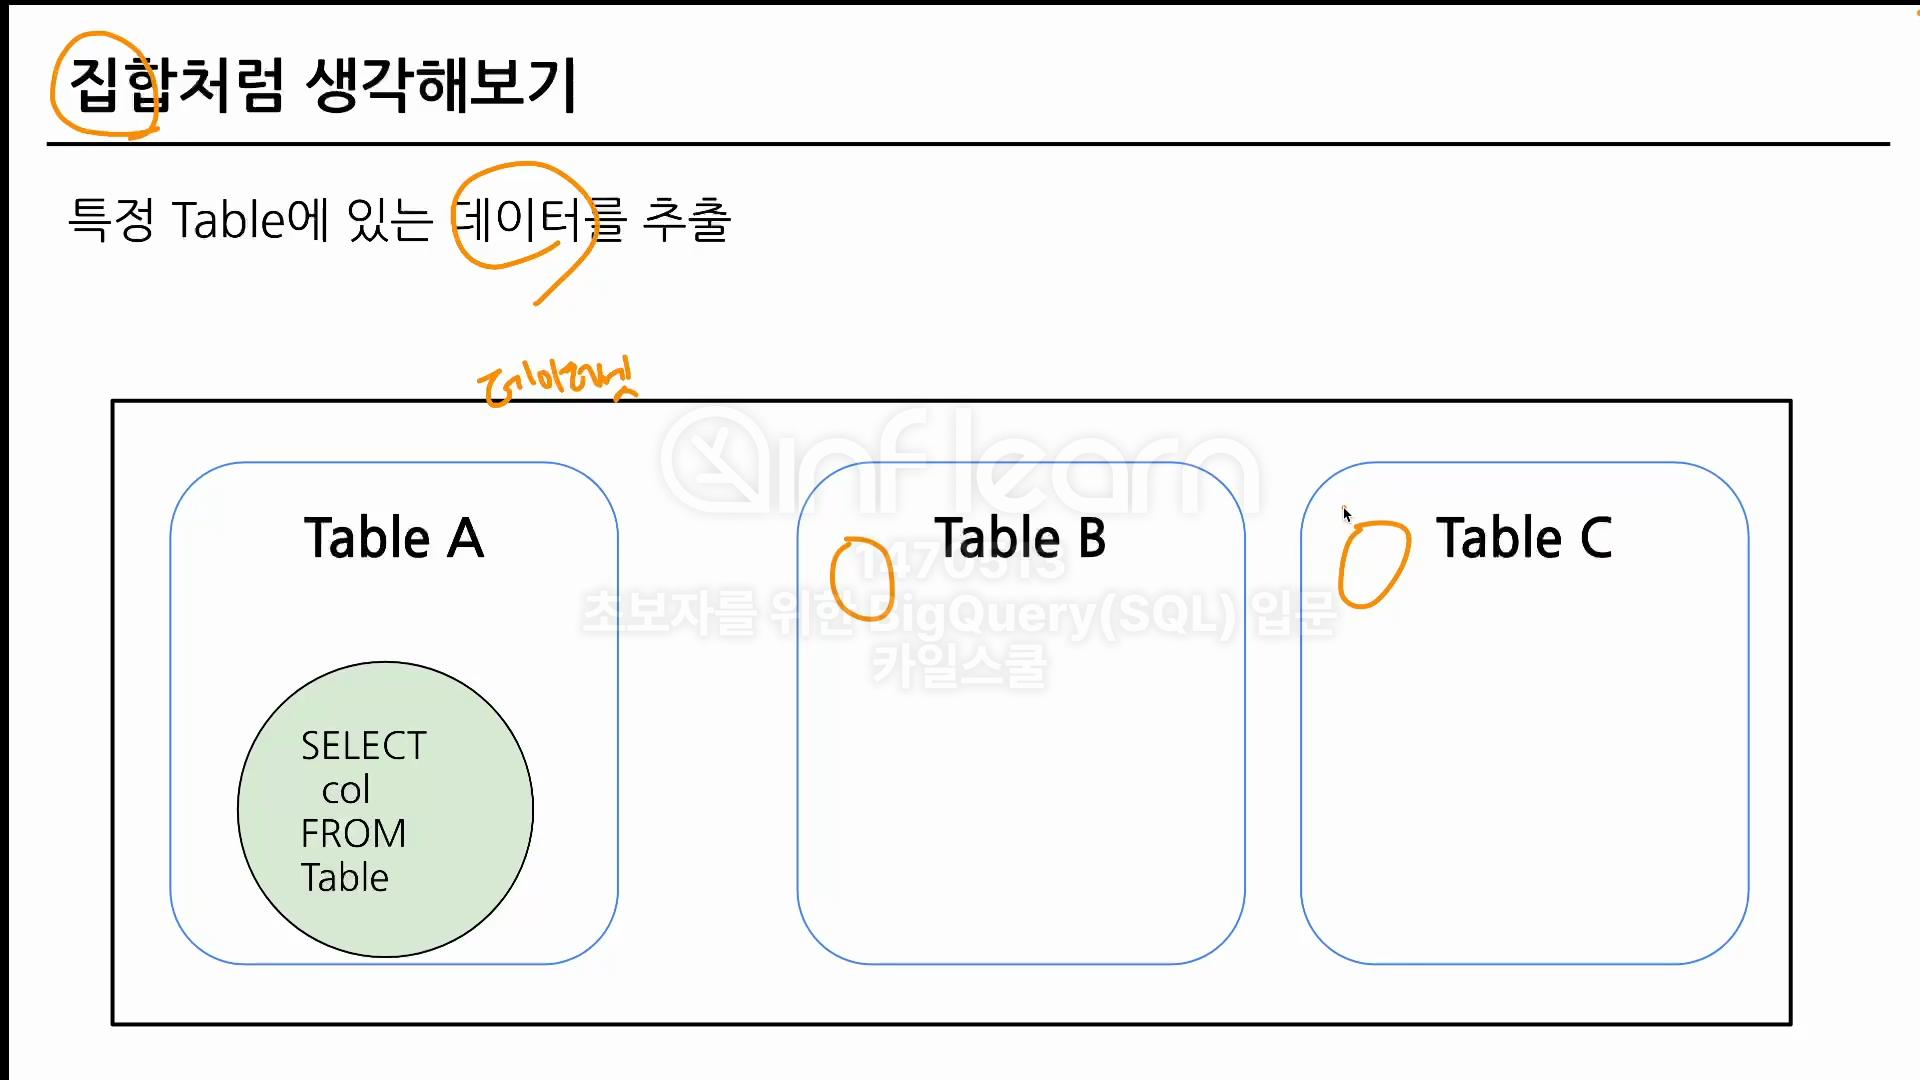 집합처럼 생각해보기
특정 Table에 있는 데이터를 추출
데이터셋
inflearn
Table A
Table B
Table C
1470513
초보자를 위한 BigQuery(SQL) 입문
카일스쿨
SELECT
col
FROM
Table